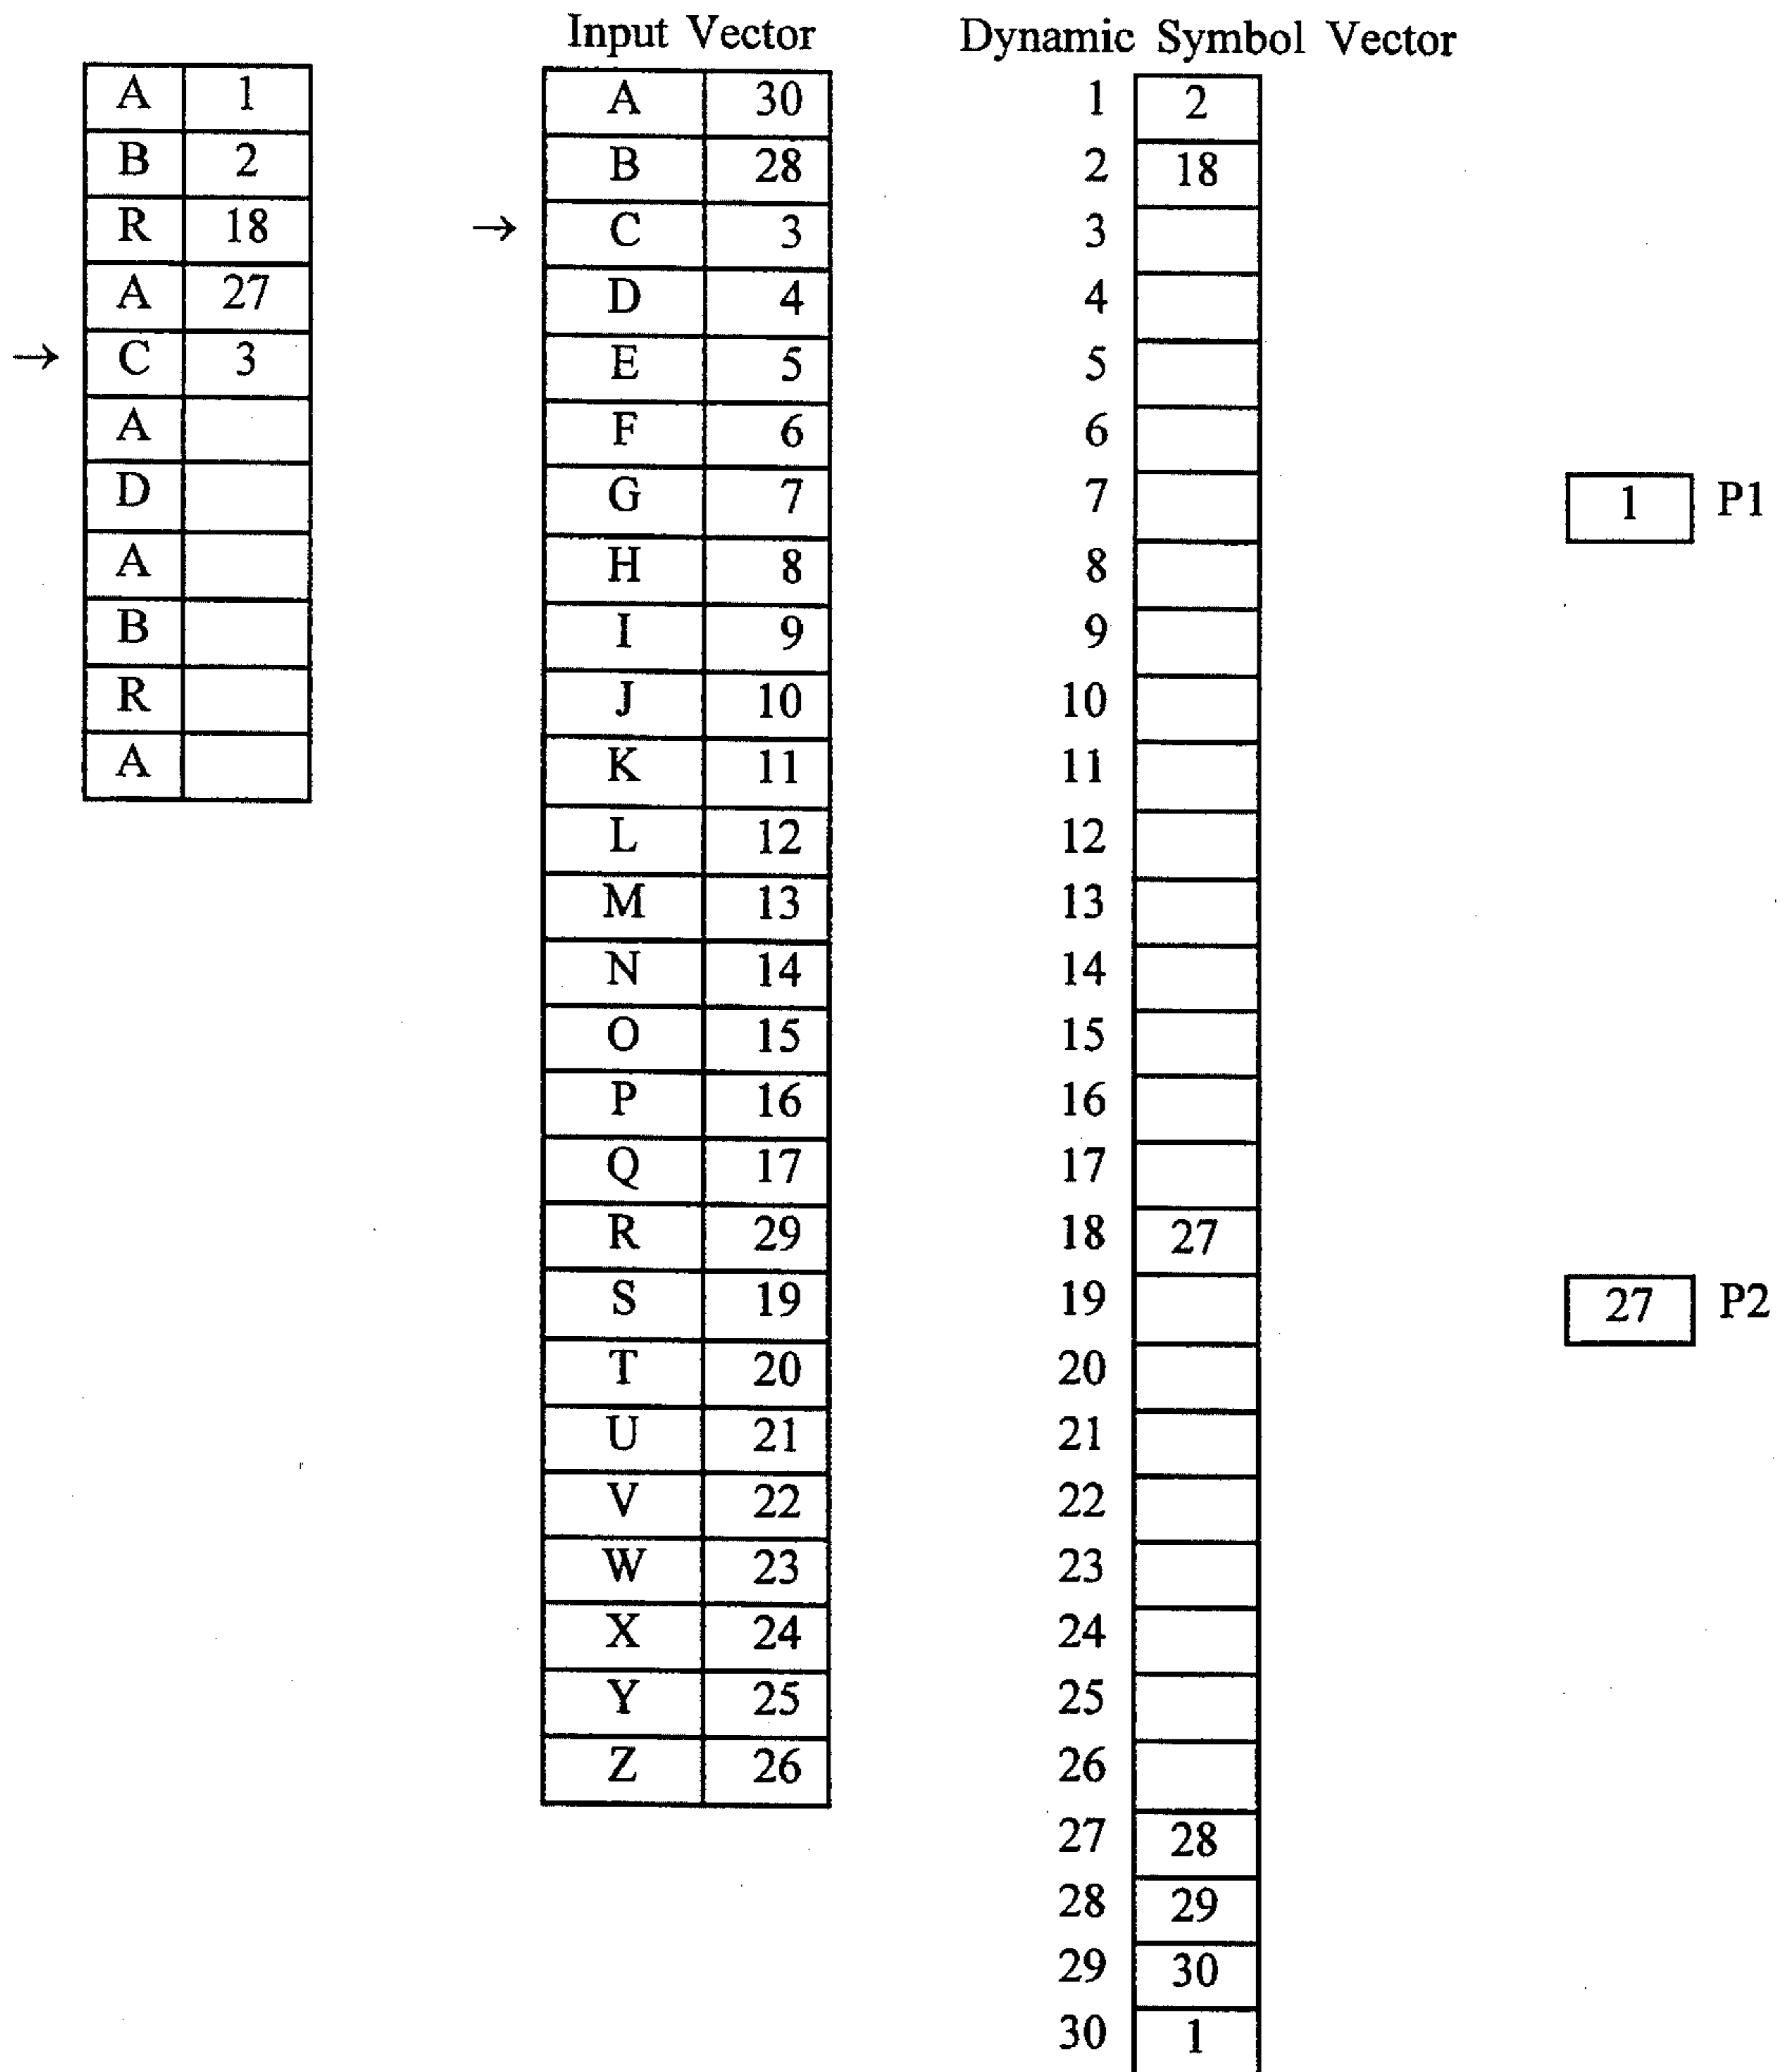 Input Vector
Dynamic Symbol Vector
A 1
B 2
R 18
A 27
→ C 3
A
D
A
B
R
A
A 30
B 28
→ C 3
D 4
E 5
F 6
G 7
H 8
I 9
J 10
K 11
L 12
M 13
N 14
O 15
P 16
Q 17
R 29
S 19
T 20
U 21
V 22
W 23
X 24
Y 25
Z 26
1 2
2 18
3
4
5
6
7
8
9
10
11
12
13
14
15
16
17
18 27
19
20
21
22
23
24
25
26
27 28
28 29
29 30
30 1
1 P1
27 P2